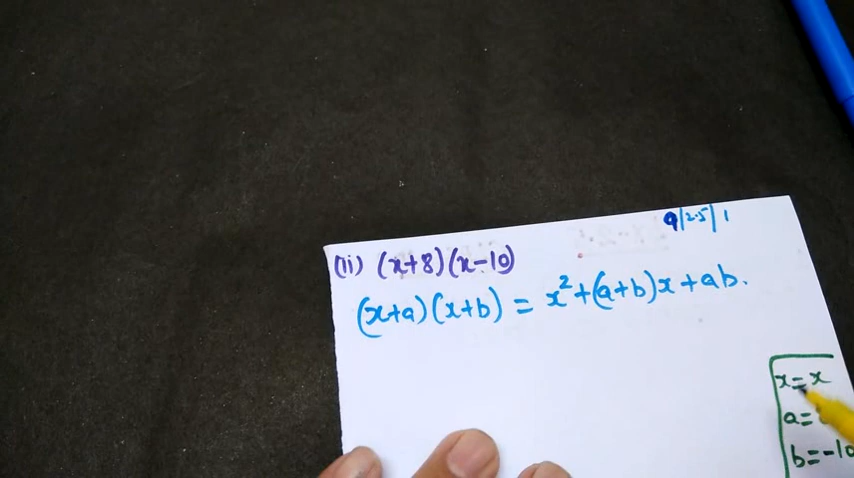 9/2.5/1
(ii) (x+8)(x-10)
(x+a)(x+b) = x²+(a+b)x+ab.
x=x
a=
b=-10